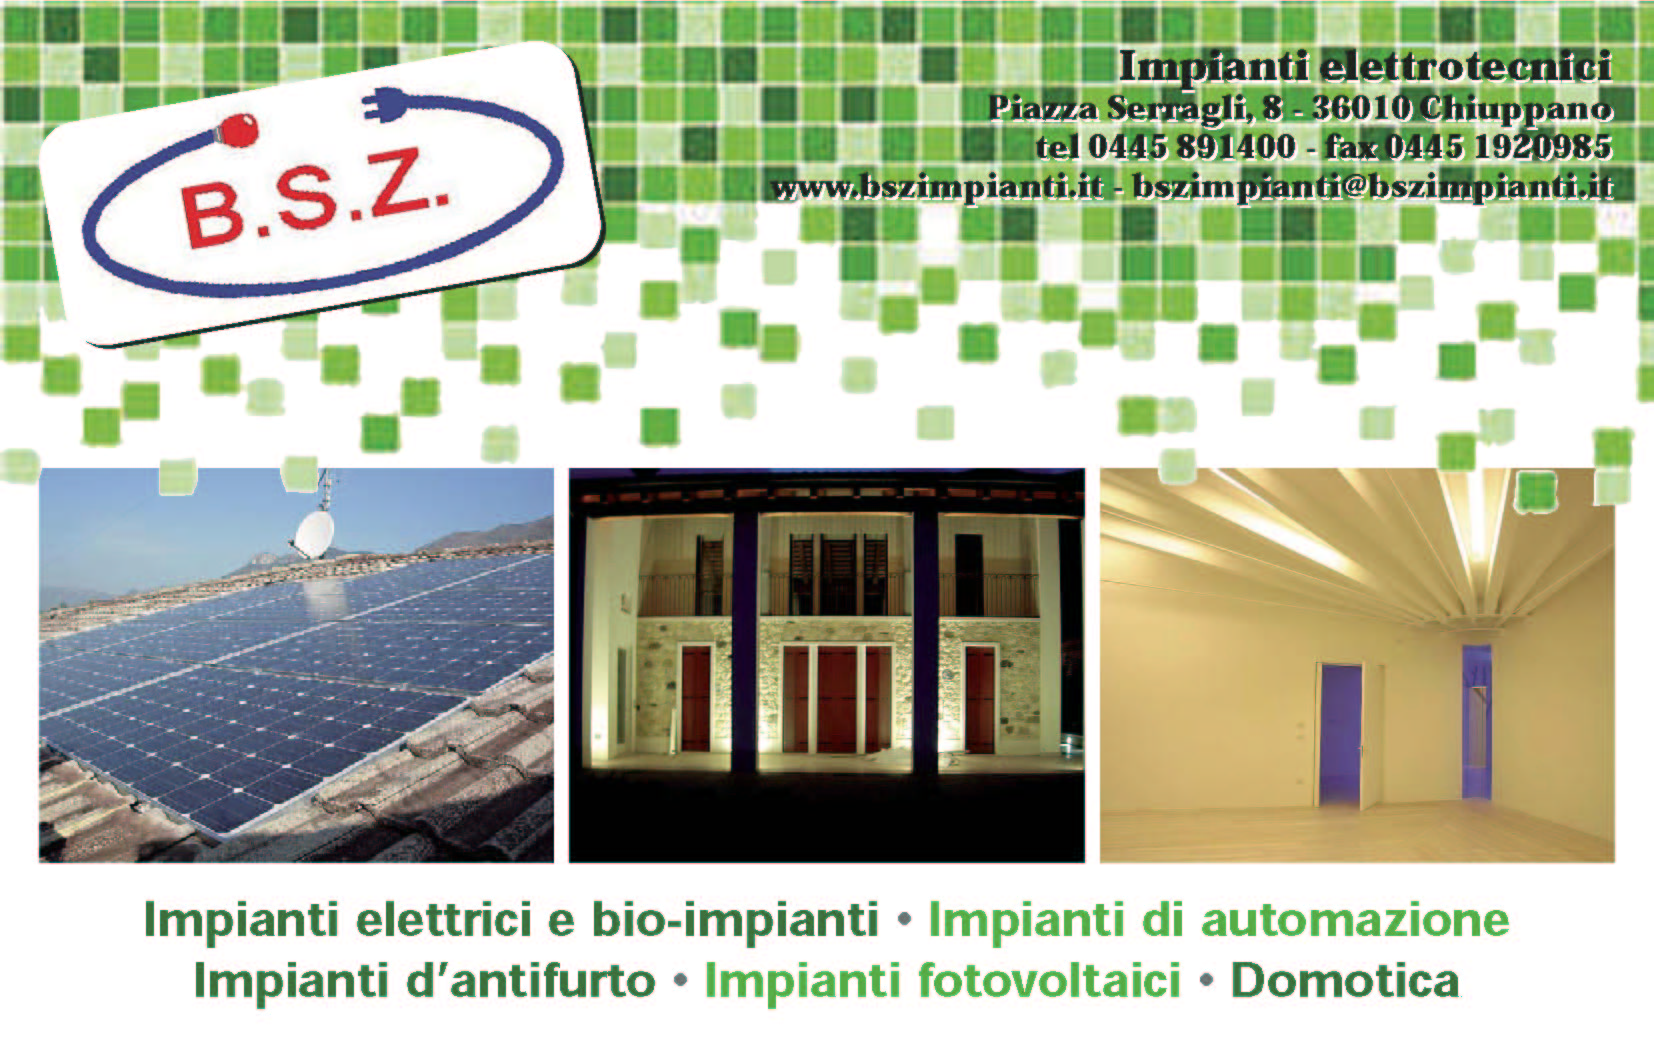 B.S.Z.
Impianti elettrotecnici
Piazza Serragli, 8 - 36010 Chiuppano
tel 0445 891400 - fax 0445 1920985
www.bszimpianti.it - bszimpianti@bszimpianti.it
Impianti elettrici e bio-impianti • Impianti di automazione
Impianti d'antifurto • Impianti fotovoltaici • Domotica